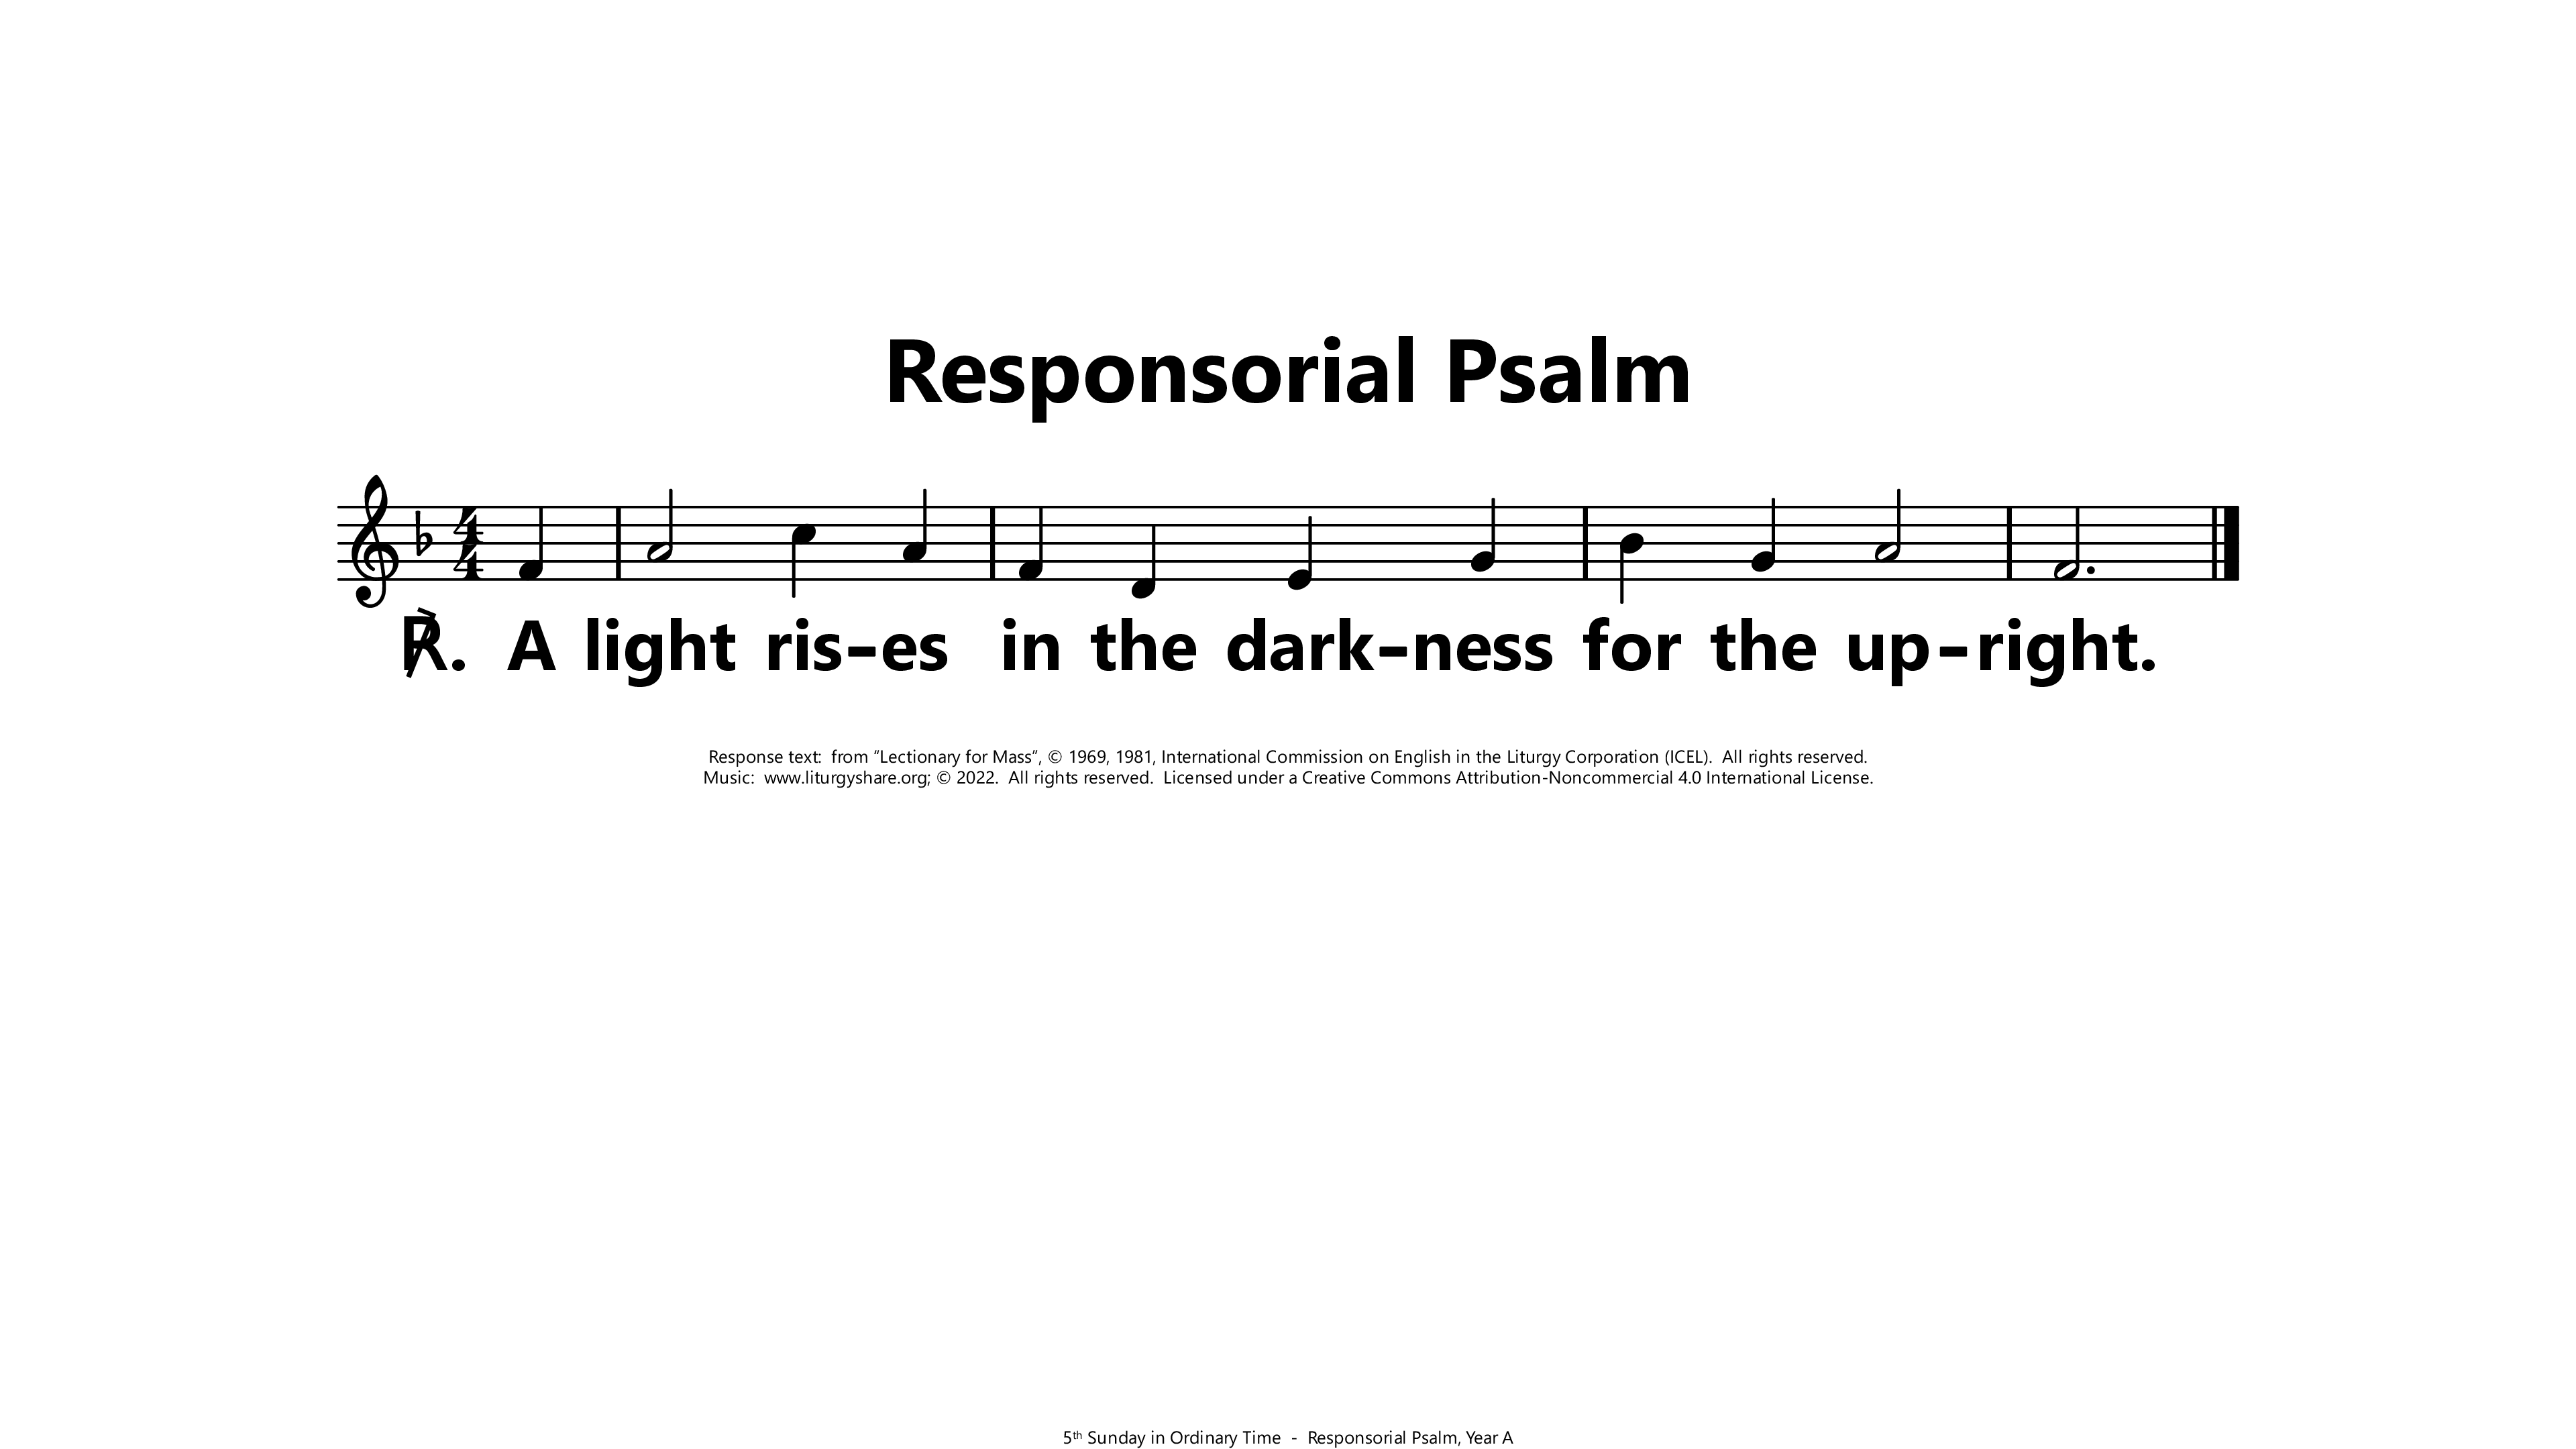 Responsorial Psalm
4
4
℟. A light ris-es in the dark-ness for the up-right.
Response text: from “Lectionary for Mass”, © 1969, 1981, International Commission on English in the Liturgy Corporation (ICEL). All rights reserved.
Music: www.liturgyshare.org; © 2022. All rights reserved. Licensed under a Creative Commons Attribution-Noncommercial 4.0 International License.
5th Sunday in Ordinary Time - Responsorial Psalm, Year A